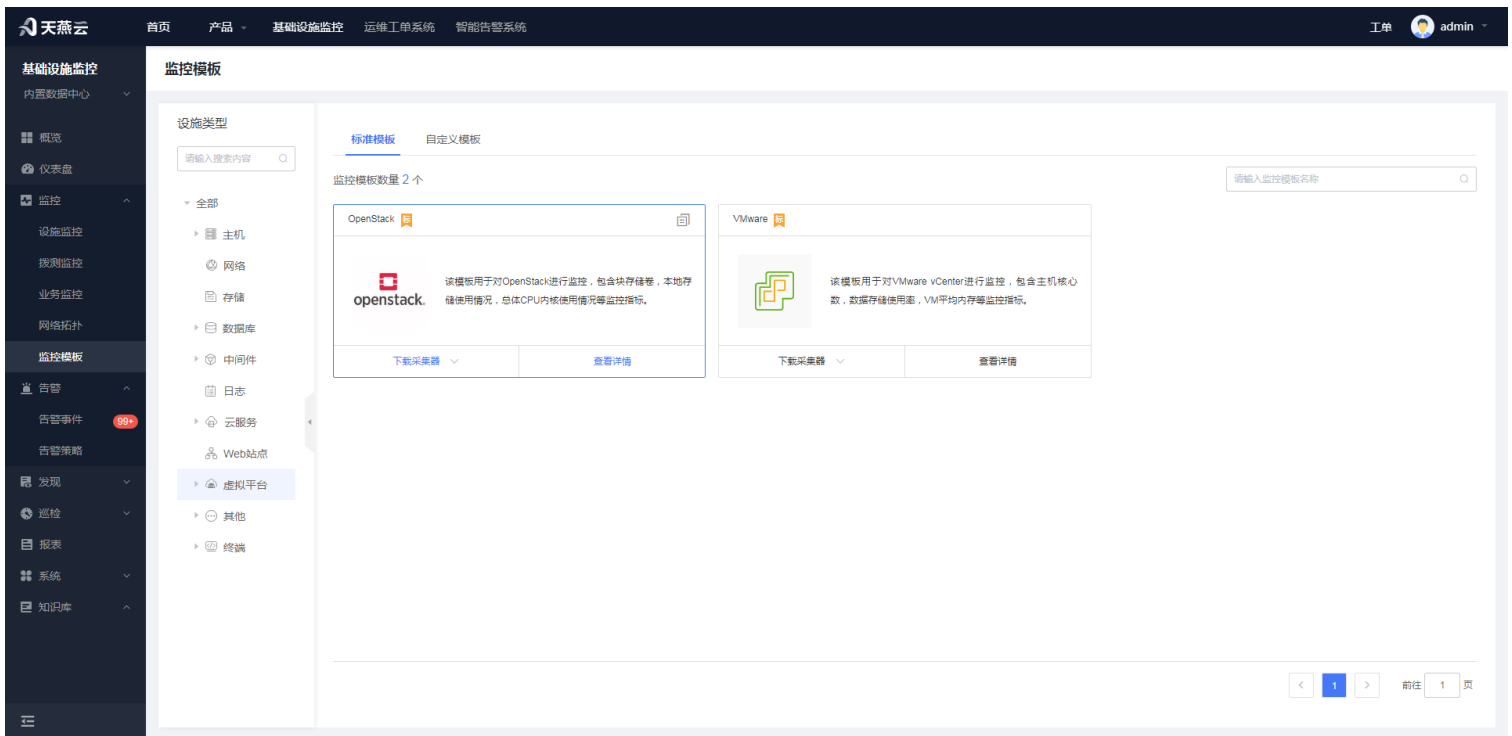 天燕云
首页 产品 基础设施监控 运维工单系统 智能告警系统 工单 admin
基础设施监控
内置数据中心
概览
仪表盘
监控
设施监控
拨测监控
业务监控
网络拓扑
监控模板
告警
告警事件 99+
告警策略
发现
巡检
报表
系统
知识库
监控模板
设施类型
请输入搜索内容
全部
主机
网络
存储
数据库
中间件
日志
云服务
Web站点
虚拟平台
其他
终端
标准模板 自定义模板
监控模板数量 2 个
请输入监控模板名称
OpenStack 标
openstack.
该模板用于对OpenStack进行监控，包含块存储卷，本地存
储使用情况，总体CPU内核使用情况等监控指标。
下载采集器 查看详情
VMware 标
该模板用于对VMware vCenter进行监控，包含主机核心
数，数据存储使用率，VM平均内存等监控指标。
下载采集器 查看详情
1 前往 1 页